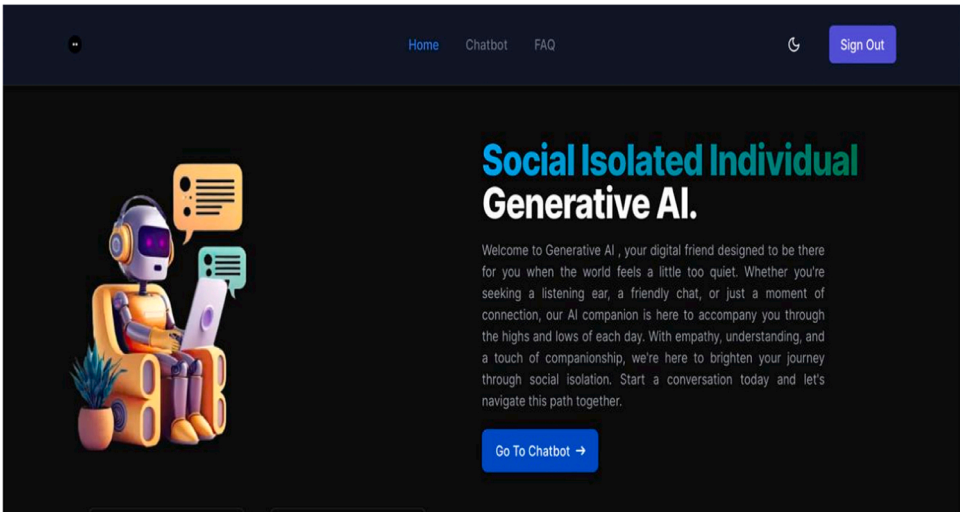 Home Chatbot FAQ Sign Out
Social Isolated Individual
Generative AI.
Welcome to Generative AI , your digital friend designed to be there
for you when the world feels a little too quiet. Whether you're
seeking a listening ear, a friendly chat, or just a moment of
connection, our AI companion is here to accompany you through
the highs and lows of each day. With empathy, understanding, and
a touch of companionship, we're here to brighten your journey
through social isolation. Start a conversation today and let's
navigate this path together.
Go To Chatbot →